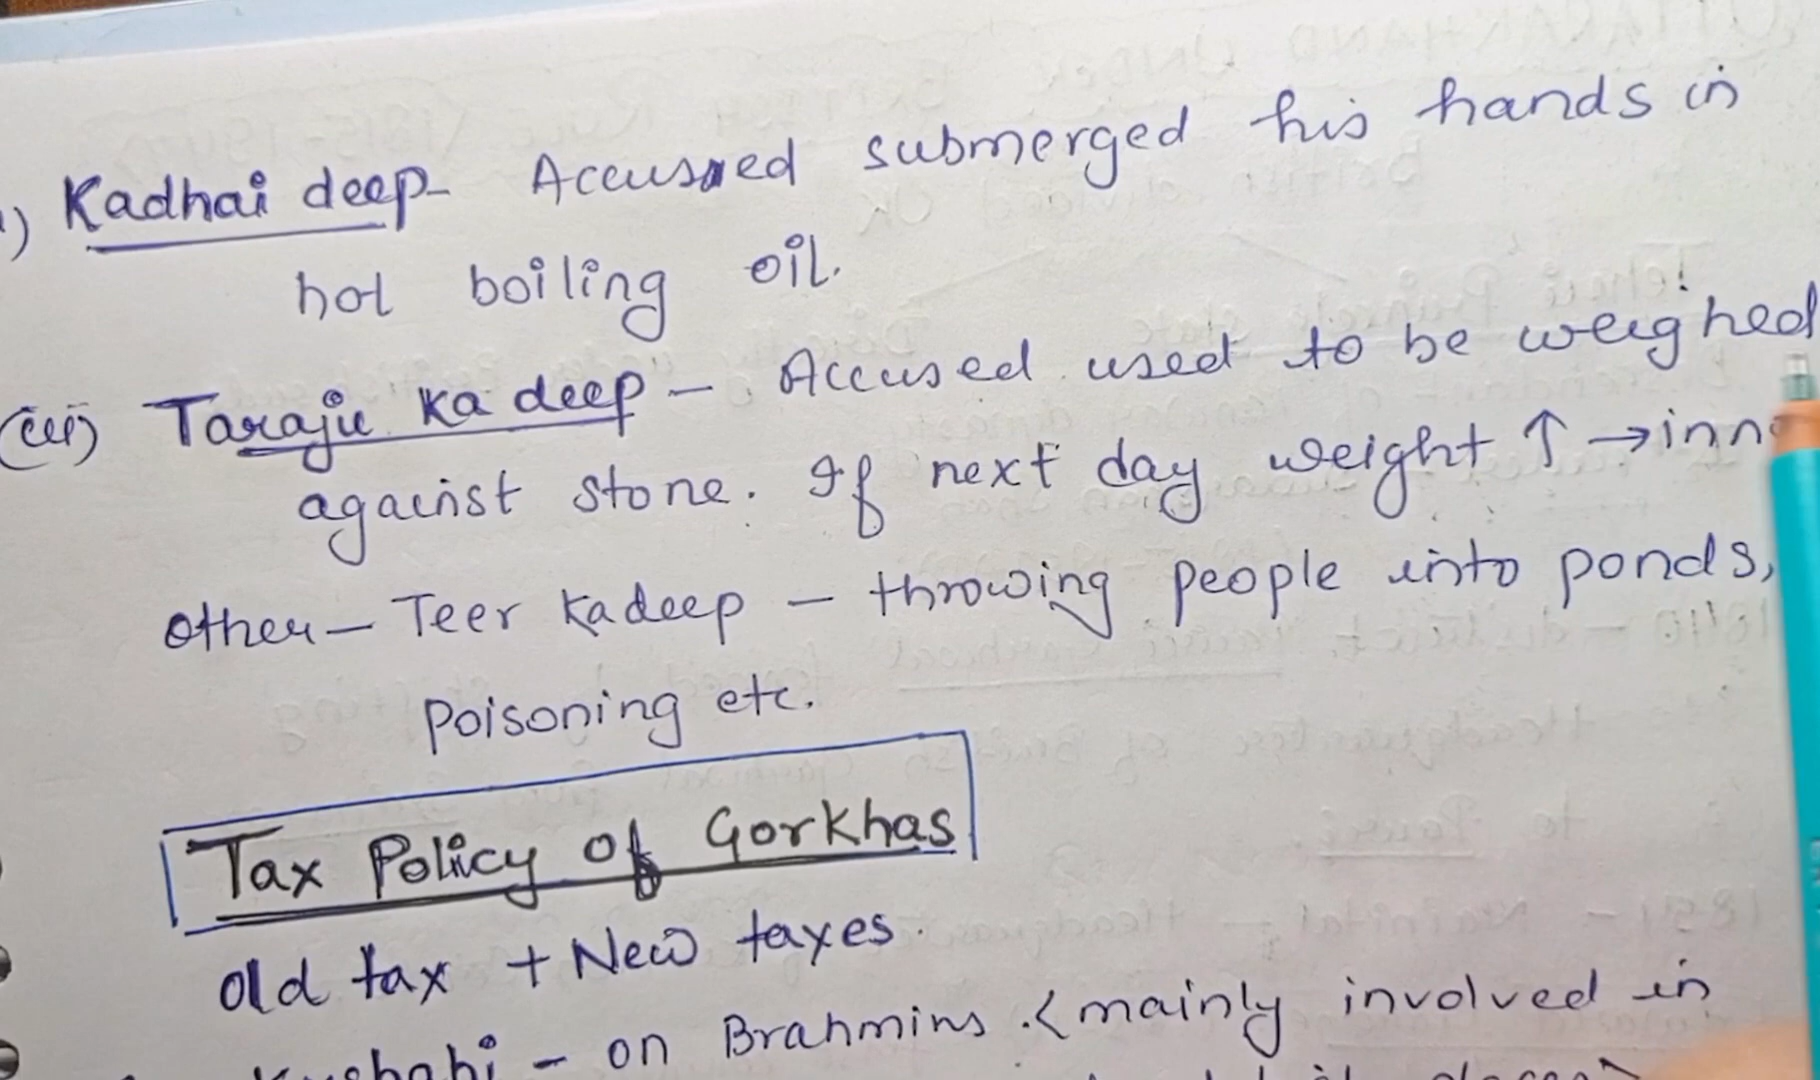 i) Kadhai deep- Accused submerged his hands in
hot boiling oil.
(iii) Taraju ka deep - Accused used to be weighed
against stone. If next day weight ↑ → inno
other - Teer ka deep - throwing people into ponds,
poisoning etc.
Tax Policy of Gorkhas
old tax + New taxes.
- on Brahmins. < mainly involved in